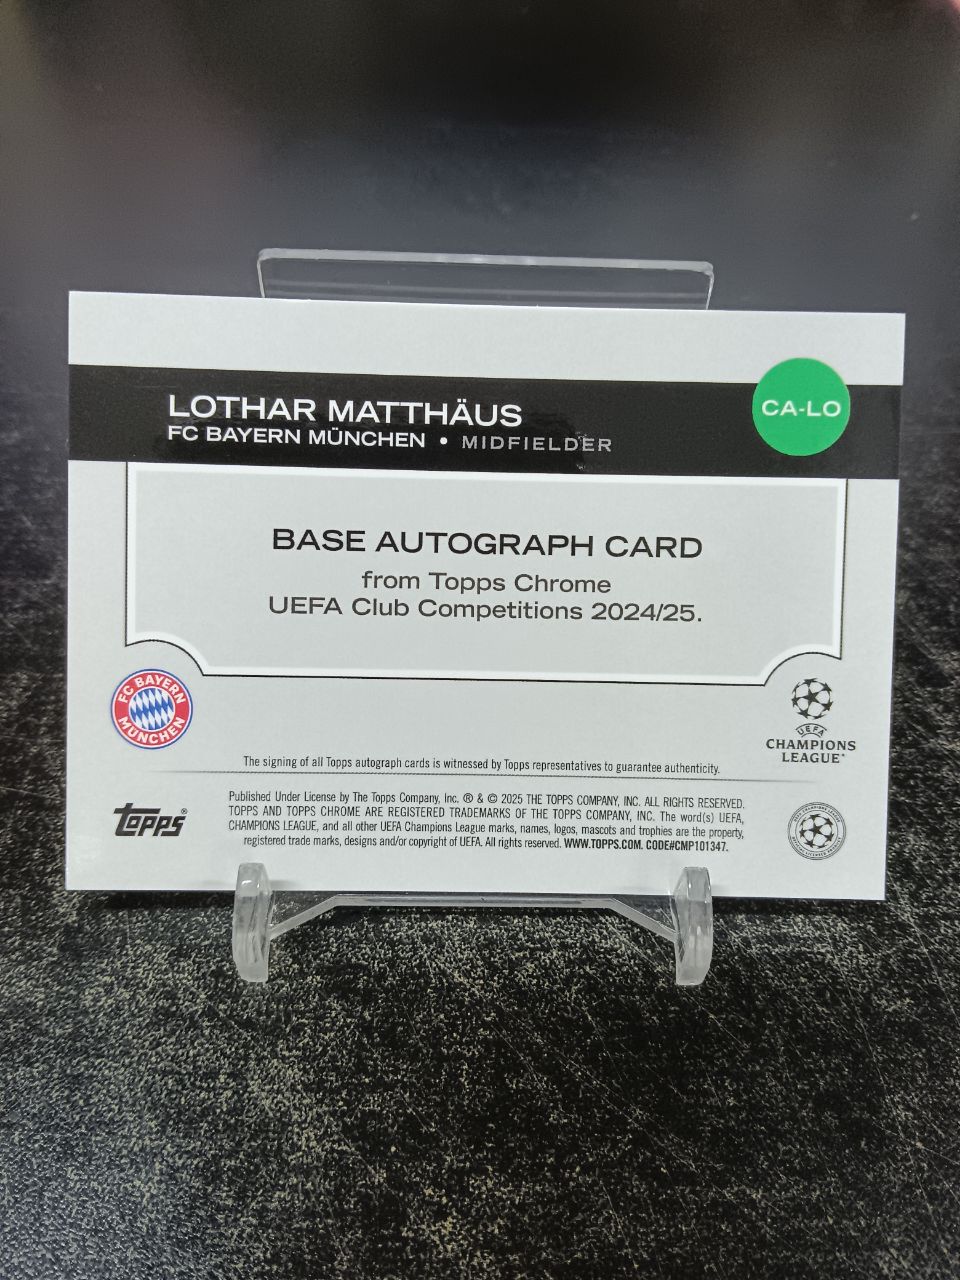 LOTHAR MATTHÄUS
FC BAYERN MÜNCHEN • MIDFIELDER
CA-LO
BASE AUTOGRAPH CARD
from Topps Chrome
UEFA Club Competitions 2024/25.
FC BAYERN
MÜNCHEN
UEFA
CHAMPIONS
LEAGUE
The signing of all Topps autograph cards is witnessed by Topps representatives to guarantee authenticity.
topps®
Published Under License by The Topps Company, Inc. ® & © 2025 THE TOPPS COMPANY, INC. ALL RIGHTS RESERVED.
TOPPS AND TOPPS CHROME ARE REGISTERED TRADEMARKS OF THE TOPPS COMPANY, INC. The word(s) UEFA,
CHAMPIONS LEAGUE, and all other UEFA Champions League marks, names, logos, mascots and trophies are the property,
registered trade marks, designs and/or copyright of UEFA. All rights reserved. WWW.TOPPS.COM. CODE#CMP101347.